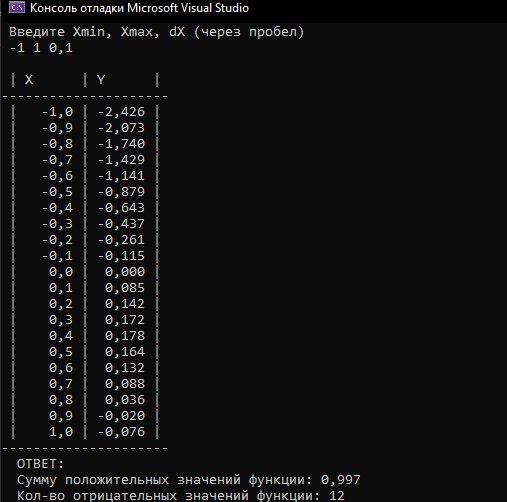 Консоль отладки Microsoft Visual Studio
Введите Xmin, Xmax, dX (через пробел)
-1 1 0,1
| X | Y |
--------------------
| -1,0 | -2,426 |
| -0,9 | -2,073 |
| -0,8 | -1,740 |
| -0,7 | -1,429 |
| -0,6 | -1,141 |
| -0,5 | -0,879 |
| -0,4 | -0,643 |
| -0,3 | -0,437 |
| -0,2 | -0,261 |
| -0,1 | -0,115 |
| 0,0 | 0,000 |
| 0,1 | 0,085 |
| 0,2 | 0,142 |
| 0,3 | 0,172 |
| 0,4 | 0,178 |
| 0,5 | 0,164 |
| 0,6 | 0,132 |
| 0,7 | 0,088 |
| 0,8 | 0,036 |
| 0,9 | -0,020 |
| 1,0 | -0,076 |
--------------------
ОТВЕТ:
Сумму положительных значений функции: 0,997
Кол-во отрицательных значений функции: 12